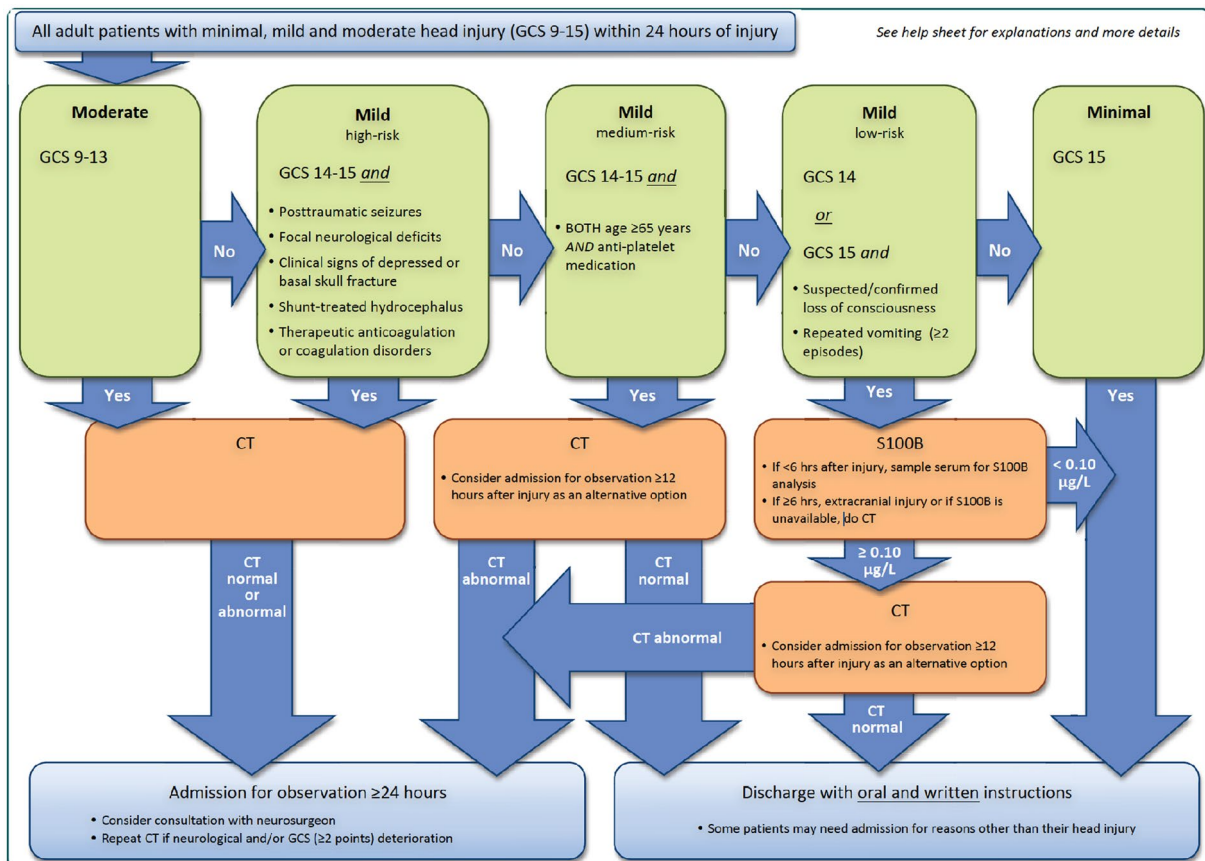 All adult patients with minimal, mild and moderate head injury (GCS 9-15) within 24 hours of injury
See help sheet for explanations and more details
Moderate
GCS 9-13
No
Mild
high-risk
GCS 14-15 and
• Posttraumatic seizures
• Focal neurological deficits
• Clinical signs of depressed or
basal skull fracture
• Shunt-treated hydrocephalus
• Therapeutic anticoagulation
or coagulation disorders
No
Mild
medium-risk
GCS 14-15 and
• BOTH age ≥65 years
AND anti-platelet
medication
No
Mild
low-risk
GCS 14
or
GCS 15 and
• Suspected/confirmed
loss of consciousness
• Repeated vomiting (≥2
episodes)
No
Minimal
GCS 15
Yes
Yes
Yes
Yes
Yes
CT
CT
• Consider admission for observation ≥12
hours after injury as an alternative option
S100B
• If <6 hrs after injury, sample serum for S100B
analysis
• If ≥6 hrs, extracranial injury or if S100B is
unavailable, do CT
< 0.10
µg/L
≥ 0.10
µg/L
CT
normal
or
abnormal
CT
abnormal
CT
normal
CT abnormal
CT
• Consider admission for observation ≥12
hours after injury as an alternative option
CT
normal
Admission for observation ≥24 hours
• Consider consultation with neurosurgeon
• Repeat CT if neurological and/or GCS (≥2 points) deterioration
Discharge with oral and written instructions
• Some patients may need admission for reasons other than their head injury